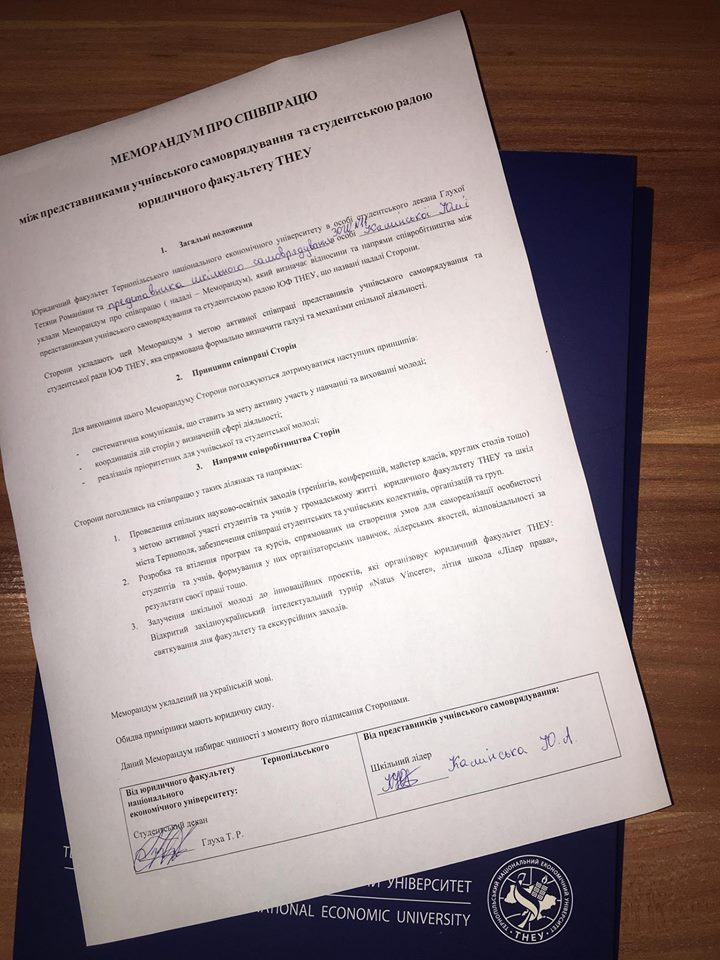 МЕМОРАНДУМ ПРО СПІВПРАЦЮ
між представниками учнівського самоврядування та студентською радою
юридичного факультету ТНЕУ
1. Загальні положення
Юридичний факультет Тернопільського національного економічного університету в особі студентського декана Глухої
Тетяни Романівни та представника шкільного самоврядування ЗОШ в особі Камінської Юлії
уклали Меморандум про співпрацю ( надалі – Меморандум), який визначає відносини та напрями співробітництва між
представниками учнівського самоврядування та студентською радою ЮФ ТНЕУ, що названі надалі Сторони.
Сторони укладають цей Меморандум з метою активної співпраці представників учнівського самоврядування та
студентської ради ЮФ ТНЕУ, яка спрямована формально визначити галузі та механізми спільної діяльності.
2. Принципи співпраці Сторін
Для виконання цього Меморандуму Сторони погоджуються дотримуватися наступних принципів:
- систематична комунікація, що ставить за мету активну участь у навчанні та вихованні молоді;
- координація дій сторін у визначеній сфері діяльності;
- реалізація пріоритетних для учнівської та студентської молоді;
3. Напрями співробітництва Сторін
Сторони погодились на співпрацю у таких ділянках та напрямах:
1. Проведення спільних науково-освітніх заходів (тренінгів, конференцій, майстер класів, круглих столів тощо)
з метою активної участі студентів та учнів у громадському житті юридичного факультету ТНЕУ та шкіл
міста Тернополя, забезпечення співпраці студентських та учнівських колективів, організацій та груп.
2. Розробка та втілення програм та курсів, спрямованих на створення умов для самореалізації особистості
студентів та учнів, формування у них організаторських навичок, лідерських якостей, відповідальності за
результати своєї праці тощо.
3. Залучення шкільної молоді до інноваційних проектів, які організовує юридичний факультет ТНЕУ:
Відкритий західноукраїнський інтелектуальний турнір «Natus Vincere», літня школа «Лідер права»,
святкування дня факультету та екскурсійних заходів.
Меморандум укладений на українській мові.
Обидва примірники мають юридичну силу.
Даний Меморандум набирає чинності з моменту його підписання Сторонами.
Від юридичного факультету Тернопільського
національного
економічного університету:
Студентський декан
Глуха Т. Р.
Від представників учнівського самоврядування:
Шкільний лідер
Камінська Ю. А.
УНІВЕРСИТЕТ
NATIONAL ECONOMIC UNIVERSITY
ТЕРНОПІЛЬСЬКИЙ НАЦІОНАЛЬНИЙ ЕКОНОМІЧНИЙ УНІВЕРСИТЕТ
ТНЕУ